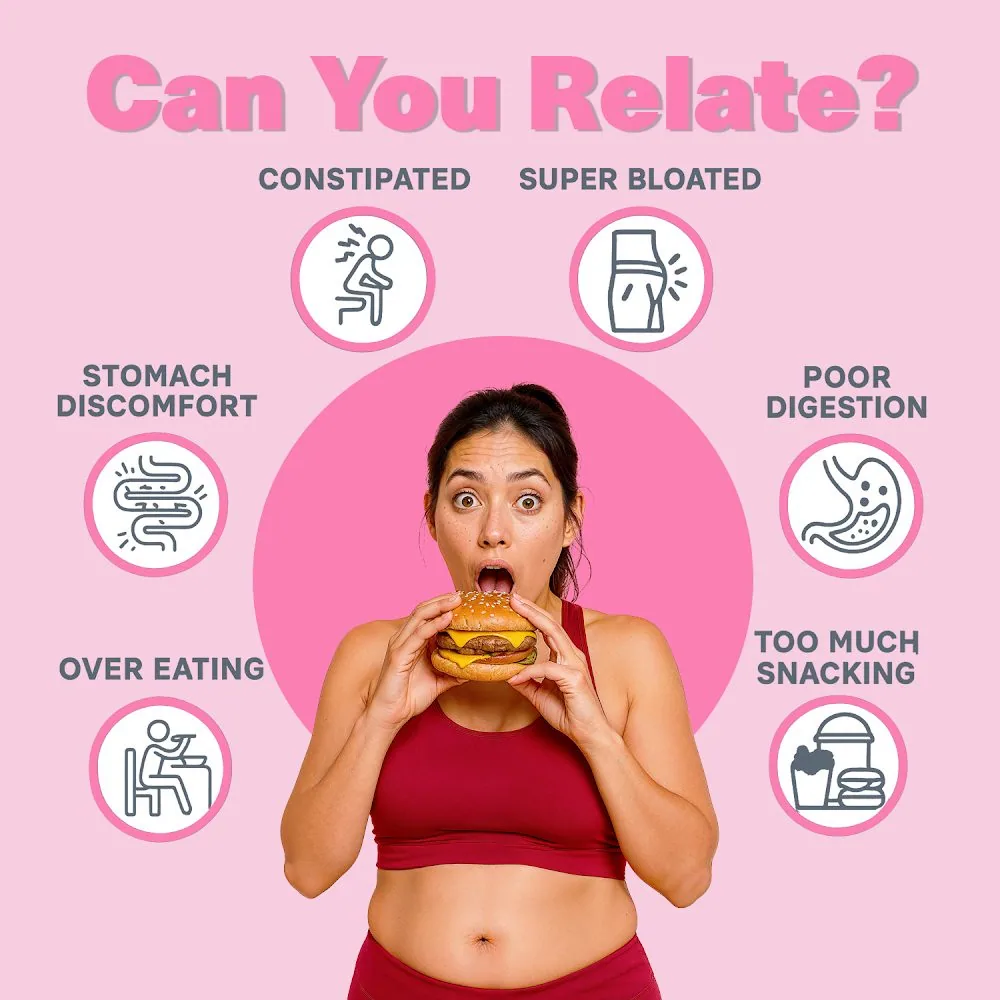 Can You Relate?
CONSTIPATED
SUPER BLOATED
STOMACH
DISCOMFORT
POOR
DIGESTION
OVER EATING
TOO MUCH
SNACKING